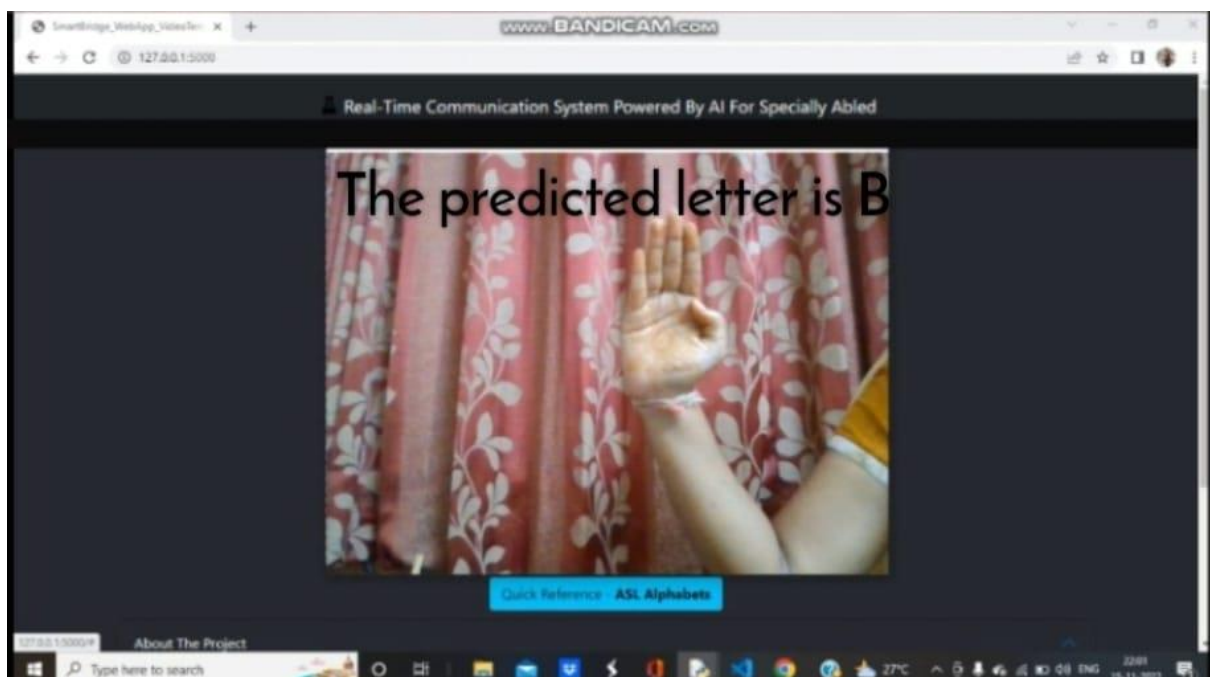 SmartBridge_WebApp_VideoTem
WWW.BANDICAM.COM
127.0.0.1:5000
Real-Time Communication System Powered By AI For Specially Abled
The predicted letter is B
Quick Reference - ASL Alphabets
127.0.0.1:5000/#
About The Project
Type here to search
27°C
ENG
22:01